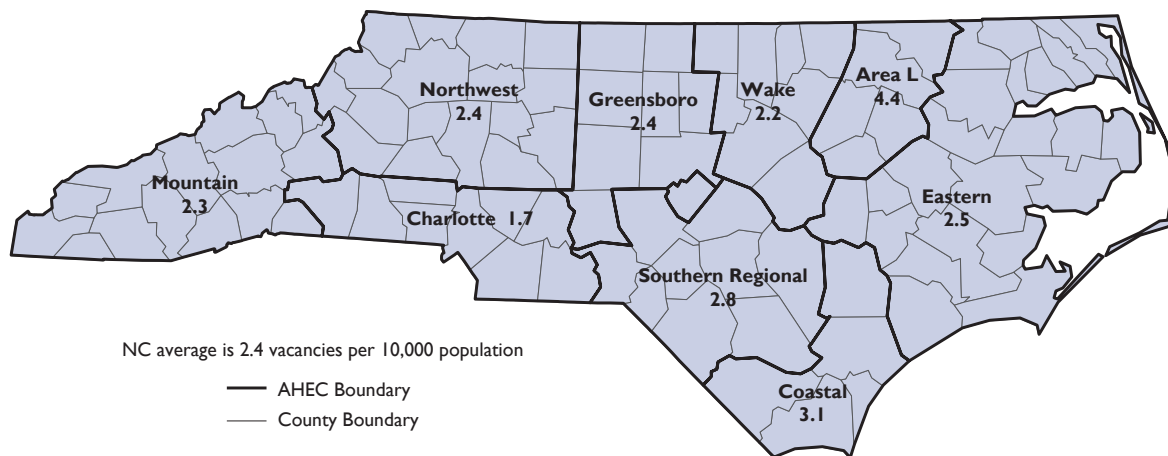 Northwest
2.4
Greensboro
2.4
Wake
2.2
Area L
4.4
Mountain
2.3
Charlotte 1.7
Eastern
2.5
Southern Regional
2.8
Coastal
3.1
NC average is 2.4 vacancies per 10,000 population
AHEC Boundary
County Boundary